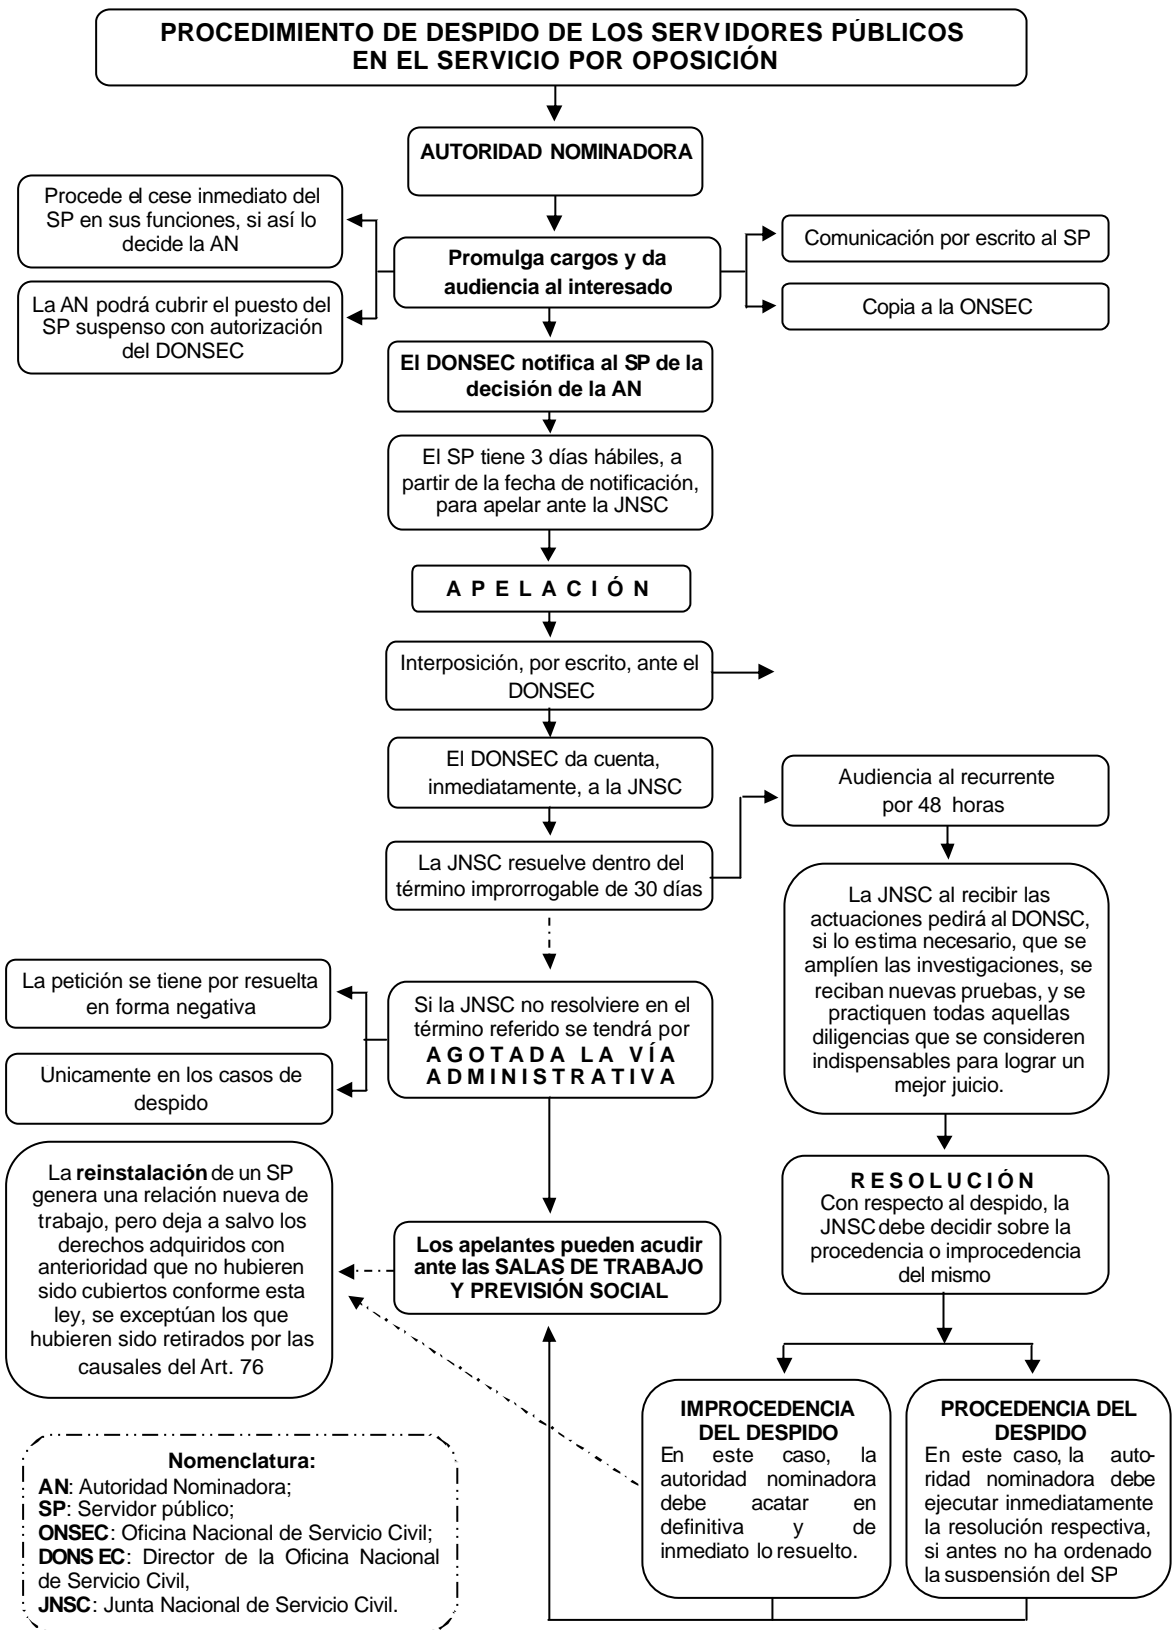 PROCEDIMIENTO DE DESPIDO DE LOS SERVIDORES PÚBLICOS
EN EL SERVICIO POR OPOSICIÓN
AUTORIDAD NOMINADORA
Procede el cese inmediato del
SP en sus funciones, si así lo
decide la AN
La AN podrá cubrir el puesto del
SP suspenso con autorización
del DONSEC
Promulga cargos y da
audiencia al interesado
Comunicación por escrito al SP
Copia a la ONSEC
El DONSEC notifica al SP de la
decisión de la AN
El SP tiene 3 días hábiles, a
partir de la fecha de notificación,
para apelar ante la JNSC
A P E L A C I Ó N
Interposición, por escrito, ante el
DONSEC
El DONSEC da cuenta,
inmediatamente, a la JNSC
La JNSC resuelve dentro del
término improrrogable de 30 días
Audiencia al recurrente
por 48 horas
La JNSC al recibir las
actuaciones pedirá al DONSC,
si lo estima necesario, que se
amplíen las investigaciones, se
reciban nuevas pruebas, y se
practiquen todas aquellas
diligencias que se consideren
indispensables para lograr un
mejor juicio.
La petición se tiene por resuelta
en forma negativa
Unicamente en los casos de
despido
Si la JNSC no resolviere en el
término referido se tendrá por
A G O T A D A L A V Í A
A D M I N I S T R A T I V A
La reinstalación de un SP
genera una relación nueva de
trabajo, pero deja a salvo los
derechos adquiridos con
anterioridad que no hubieren
sido cubiertos conforme esta
ley, se exceptúan los que
hubieren sido retirados por las
causales del Art. 76
Los apelantes pueden acudir
ante las SALAS DE TRABAJO
Y PREVISIÓN SOCIAL
R E S O L U C I Ó N
Con respecto al despido, la
JNSC debe decidir sobre la
procedencia o improcedencia
del mismo
IMPROCEDENCIA
DEL DESPIDO
En este caso, la
autoridad nominadora
debe acatar en
definitiva y de
inmediato lo resuelto.
PROCEDENCIA DEL
DESPIDO
En este caso, la auto-
ridad nominadora debe
ejecutar inmediatamente
la resolución respectiva,
si antes no ha ordenado
la suspensión del SP
Nomenclatura:
AN: Autoridad Nominadora;
SP: Servidor público;
ONSEC: Oficina Nacional de Servicio Civil;
DONS EC: Director de la Oficina Nacional
de Servicio Civil,
JNSC: Junta Nacional de Servicio Civil.